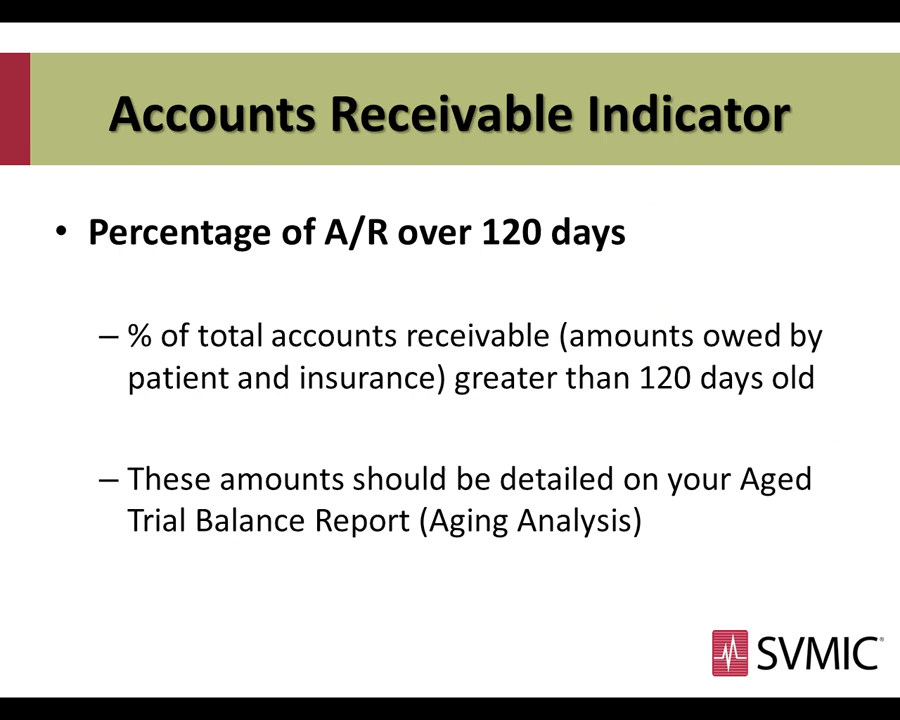 Accounts Receivable Indicator
• Percentage of A/R over 120 days
– % of total accounts receivable (amounts owed by
patient and insurance) greater than 120 days old
– These amounts should be detailed on your Aged
Trial Balance Report (Aging Analysis)
SVMIC®